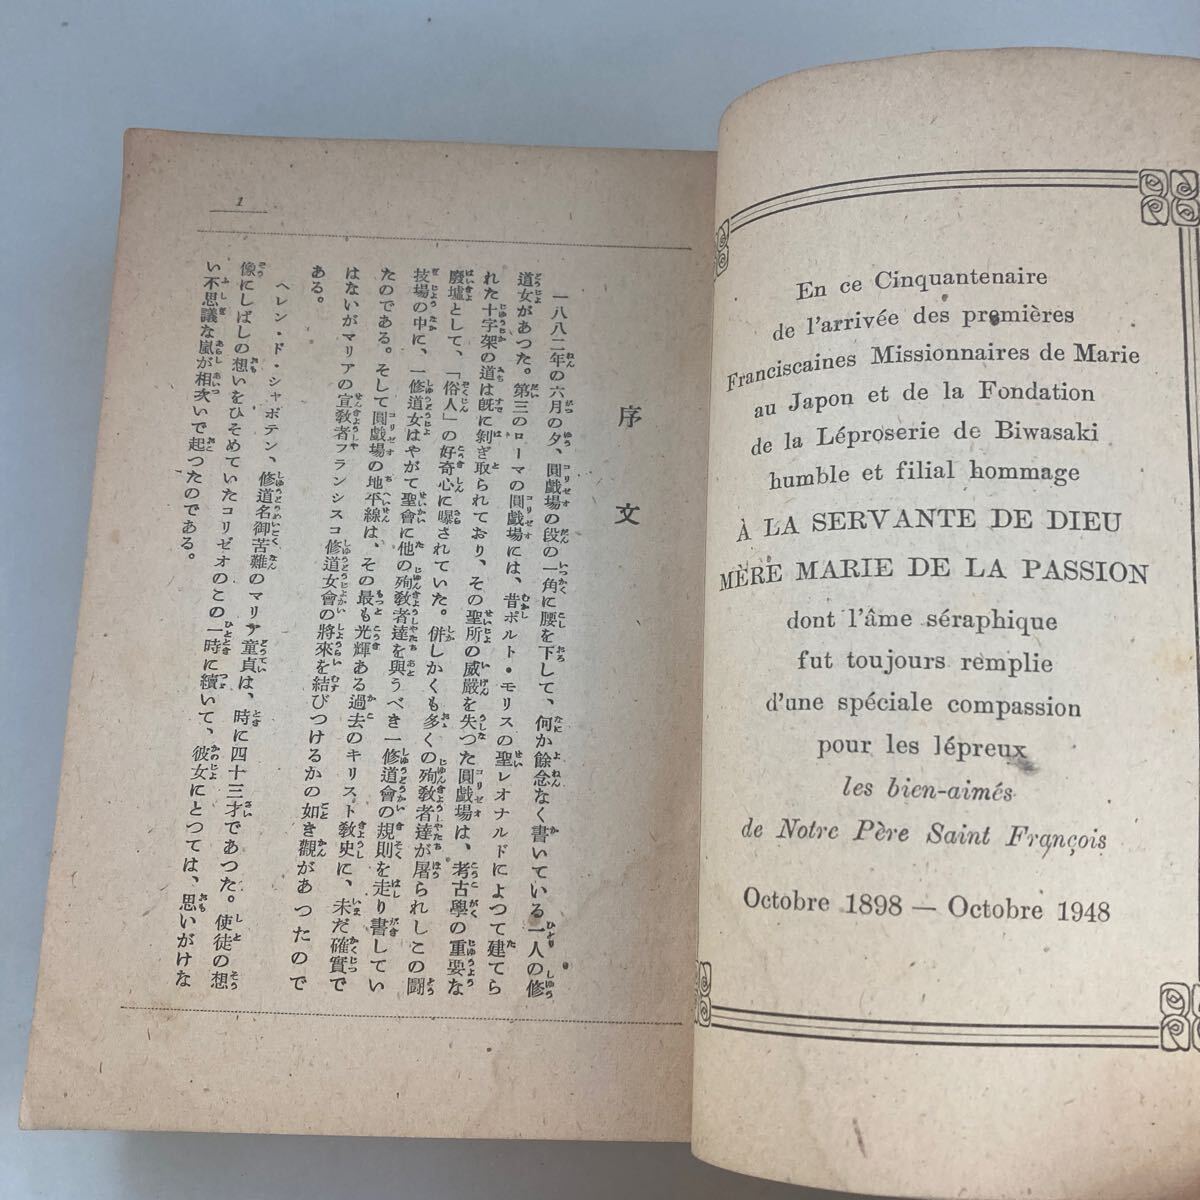 En ce Cinquantenaire
de l'arrivée des premières
Franciscaines Missionnaires de Marie
au Japon et de la Fondation
de la Léproserie de Biwasaki
humble et filial hommage
À LA SERVANTE DE DIEU
MÈRE MARIE DE LA PASSION
dont l'âme séraphique
fut toujours remplie
d'une spéciale compassion
pour les lépreux
les bien-aimés
de Notre Père Saint François
Octobre 1898 — Octobre 1948
1
序文
一八八二年の六月の夕、圓戯場の段の一角に腰を下して、何か餘念なく書いている一人の修
道女があつた。第三のローマの圓戯場には、昔ポルト・モリスの聖レオナルドによつて建てら
れた十字架の道は既に剝ぎ取られており、その聖所の威嚴を失つた圓戯場は、考古學の重要な
廢墟として、「俗人」の好奇心に曝されていた。併しかくも多くの殉教者達が屠られしこの闘
技場の中に、一修道女はやがて聖會に他の殉教者達を與うべき一修道會の規則を走り書してい
たのである。そして圓戯場の地平線は、その最も光輝ある過去のキリスト教史に、未だ確實で
はないがマリアの宣教者フランシスコ修道女會の將來を結びつけるかの如き觀があつたので
ある。
ヘレン・ド・シャボテン、修道名御苦難のマリア童貞は、時に四十三才であつた。使徒の想
像にしばしの想いをひそめていたコリゼオのこの一時に續いて、彼女にとつては、思いがけな
い不思議な嵐が相次いで起つたのである。